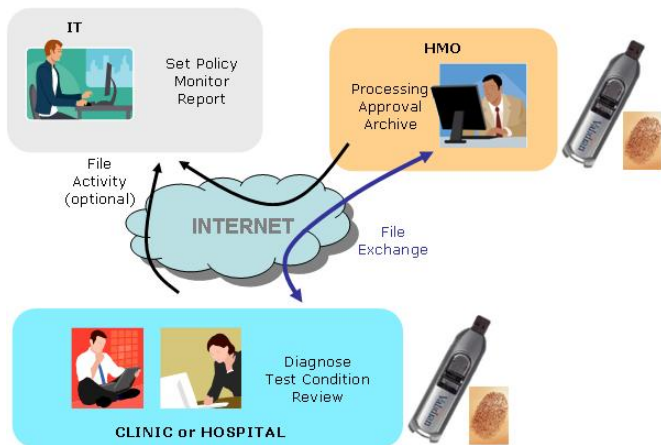 IT
Set Policy
Monitor
Report
HMO
Processing
Approval
Archive
File
Activity
(optional)
INTERNET
File
Exchange
Diagnose
Test Condition
Review
CLINIC or HOSPITAL